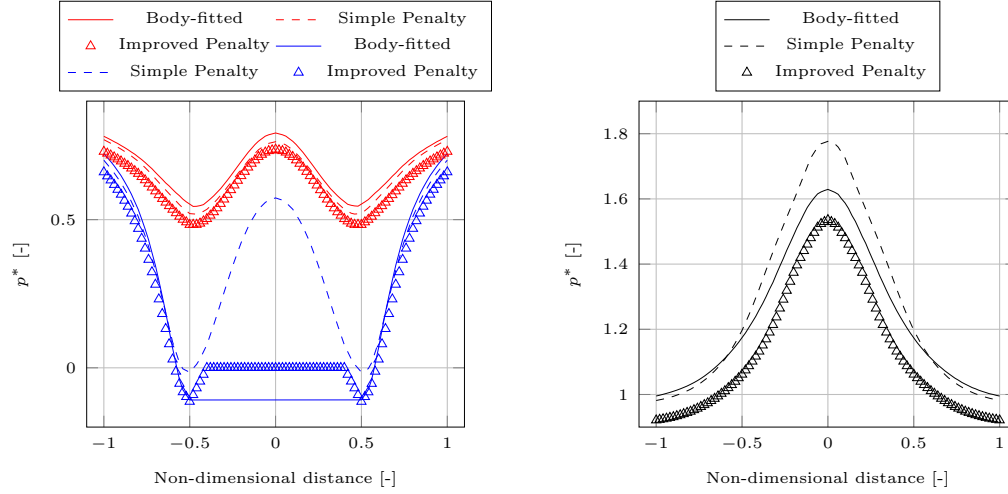 Body-fitted Simple Penalty
Improved Penalty Body-fitted
Simple Penalty Improved Penalty
0.5
0
p* [-]
−1 −0.5 0 0.5 1
Non-dimensional distance [-]
Body-fitted
Simple Penalty
Improved Penalty
1.8
1.6
1.4
1.2
1
p* [-]
−1 −0.5 0 0.5 1
Non-dimensional distance [-]